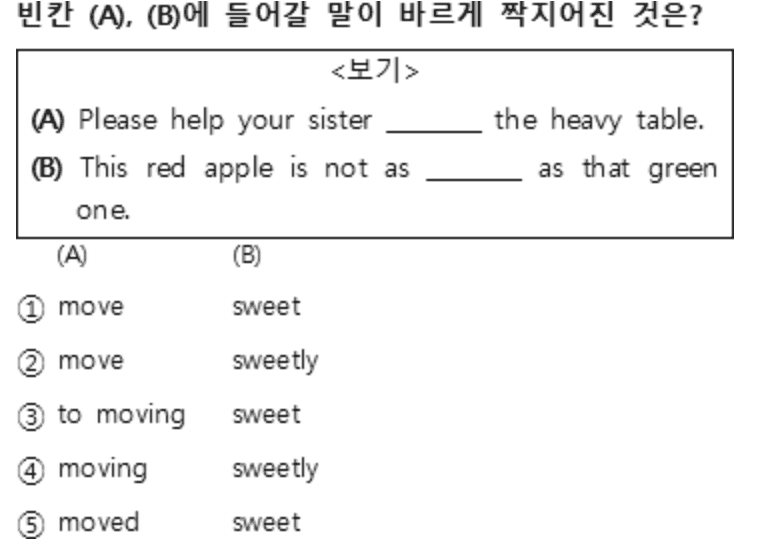 빈칸 (A), (B)에 들어갈 말이 바르게 짝지어진 것은?
<보기>
(A) Please help your sister ______ the heavy table.
(B) This red apple is not as ______ as that green
one.
(A) (B)
① move sweet
② move sweetly
③ to moving sweet
④ moving sweetly
⑤ moved sweet